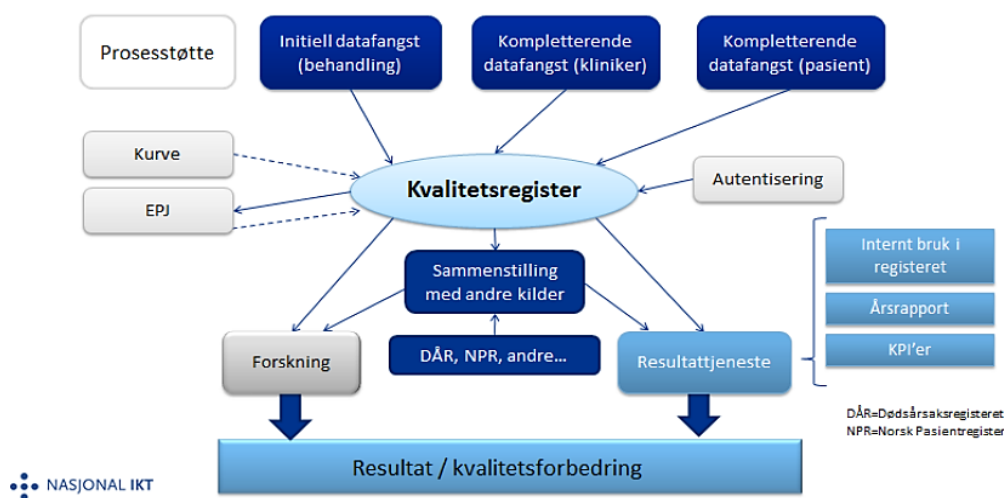 Prosesstøtte
Initiell datafangst
(behandling)
Kompletterende
datafangst (kliniker)
Kompletterende
datafangst (pasient)
Kurve
EPJ
Kvalitetsregister
Autentisering
Sammenstilling
med andre kilder
Internt bruk i
registeret
Årsrapport
KPI'er
Forskning
DÅR, NPR, andre...
Resultattjeneste
DÅR=Dødsårsaksregisteret
NPR=Norsk Pasientregister
Resultat / kvalitetsforbedring
NASJONAL IKT